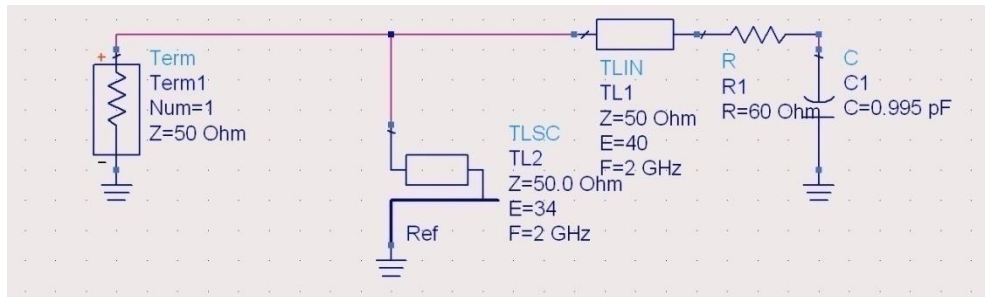 +
Term
Term1
Num=1
Z=50 Ohm
-
TLSC
TL2
Z=50.0 Ohm
E=34
F=2 GHz
Ref
TLIN
TL1
Z=50 Ohm
E=40
F=2 GHz
R
R1
R=60 Ohm
C
C1
C=0.995 pF